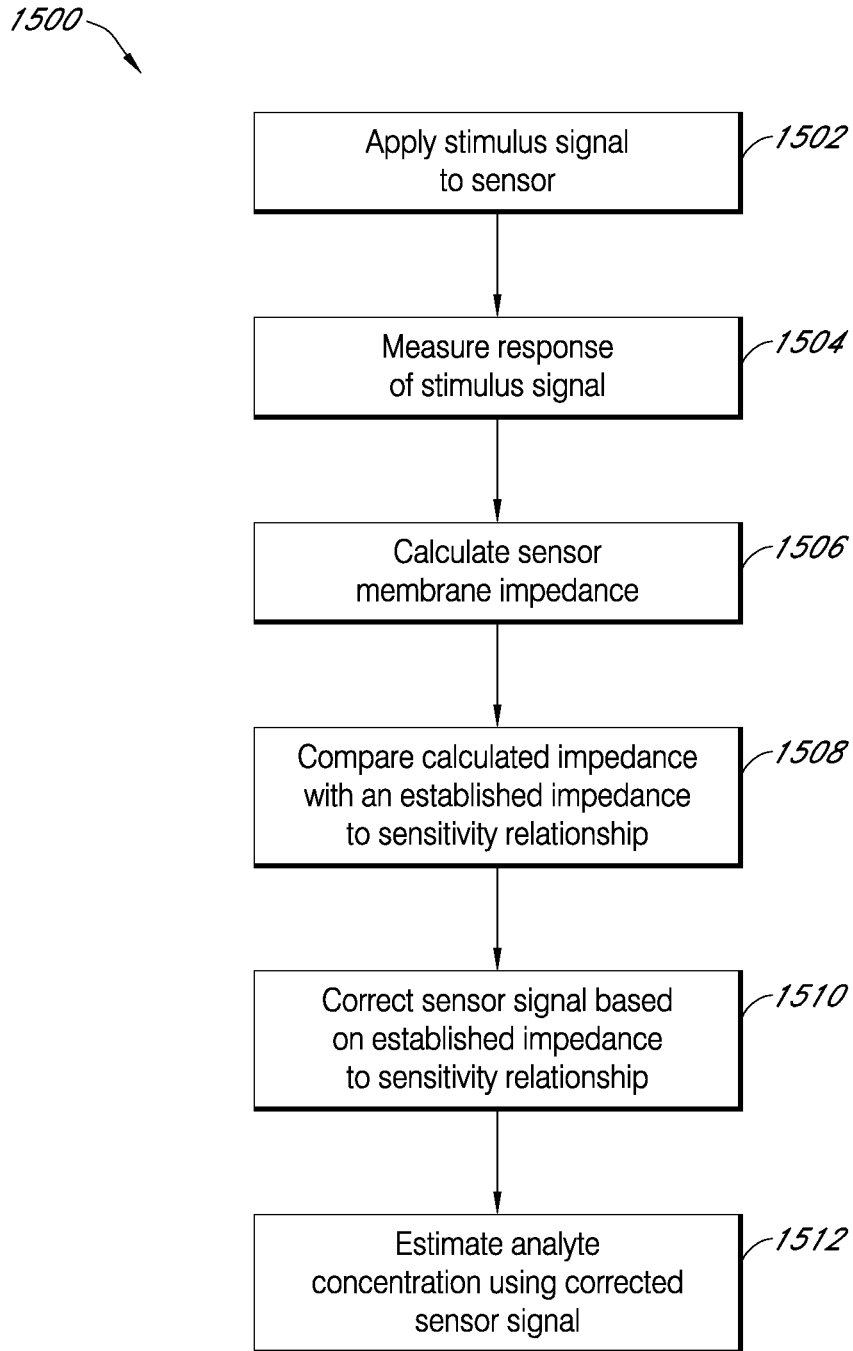 1500
Apply stimulus signal
to sensor
1502
Measure response
of stimulus signal
1504
Calculate sensor
membrane impedance
1506
Compare calculated impedance
with an established impedance
to sensitivity relationship
1508
Correct sensor signal based
on established impedance
to sensitivity relationship
1510
Estimate analyte
concentration using corrected
sensor signal
1512